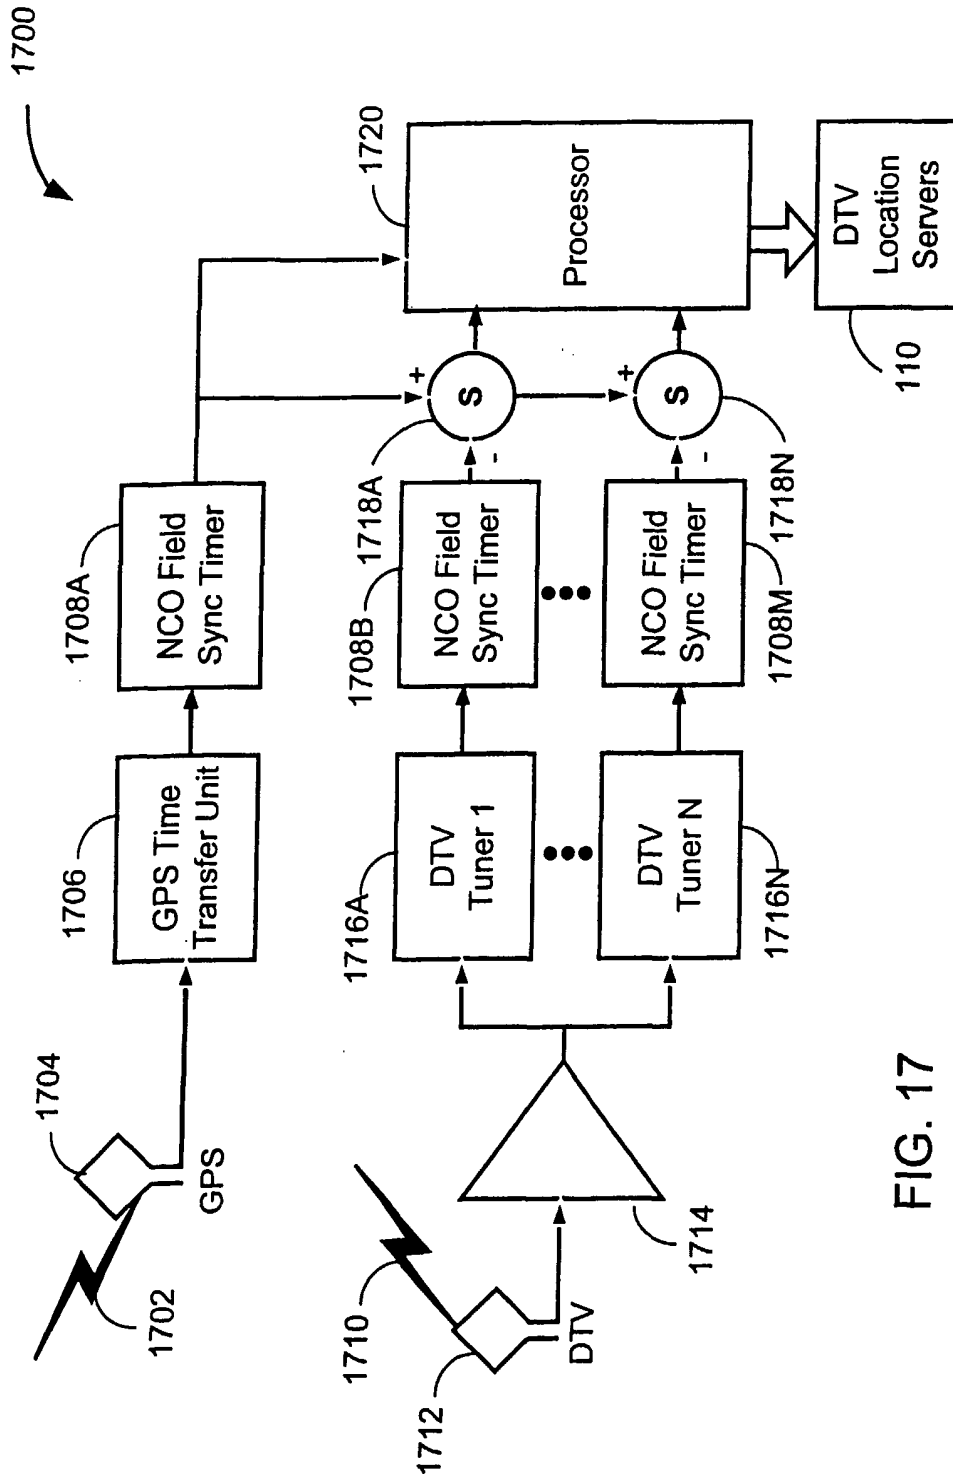 1700
1704
1702
GPS
1706
GPS Time
Transfer Unit
1708A
NCO Field
Sync Timer
1720
Processor
1710
1712
DTV
1714
1716A
DTV
Tuner 1
1708B
NCO Field
Sync Timer
1718A
+
S
-
1716N
DTV
Tuner N
1708M
NCO Field
Sync Timer
1718N
+
S
-
DTV
Location
Servers
110
FIG. 17